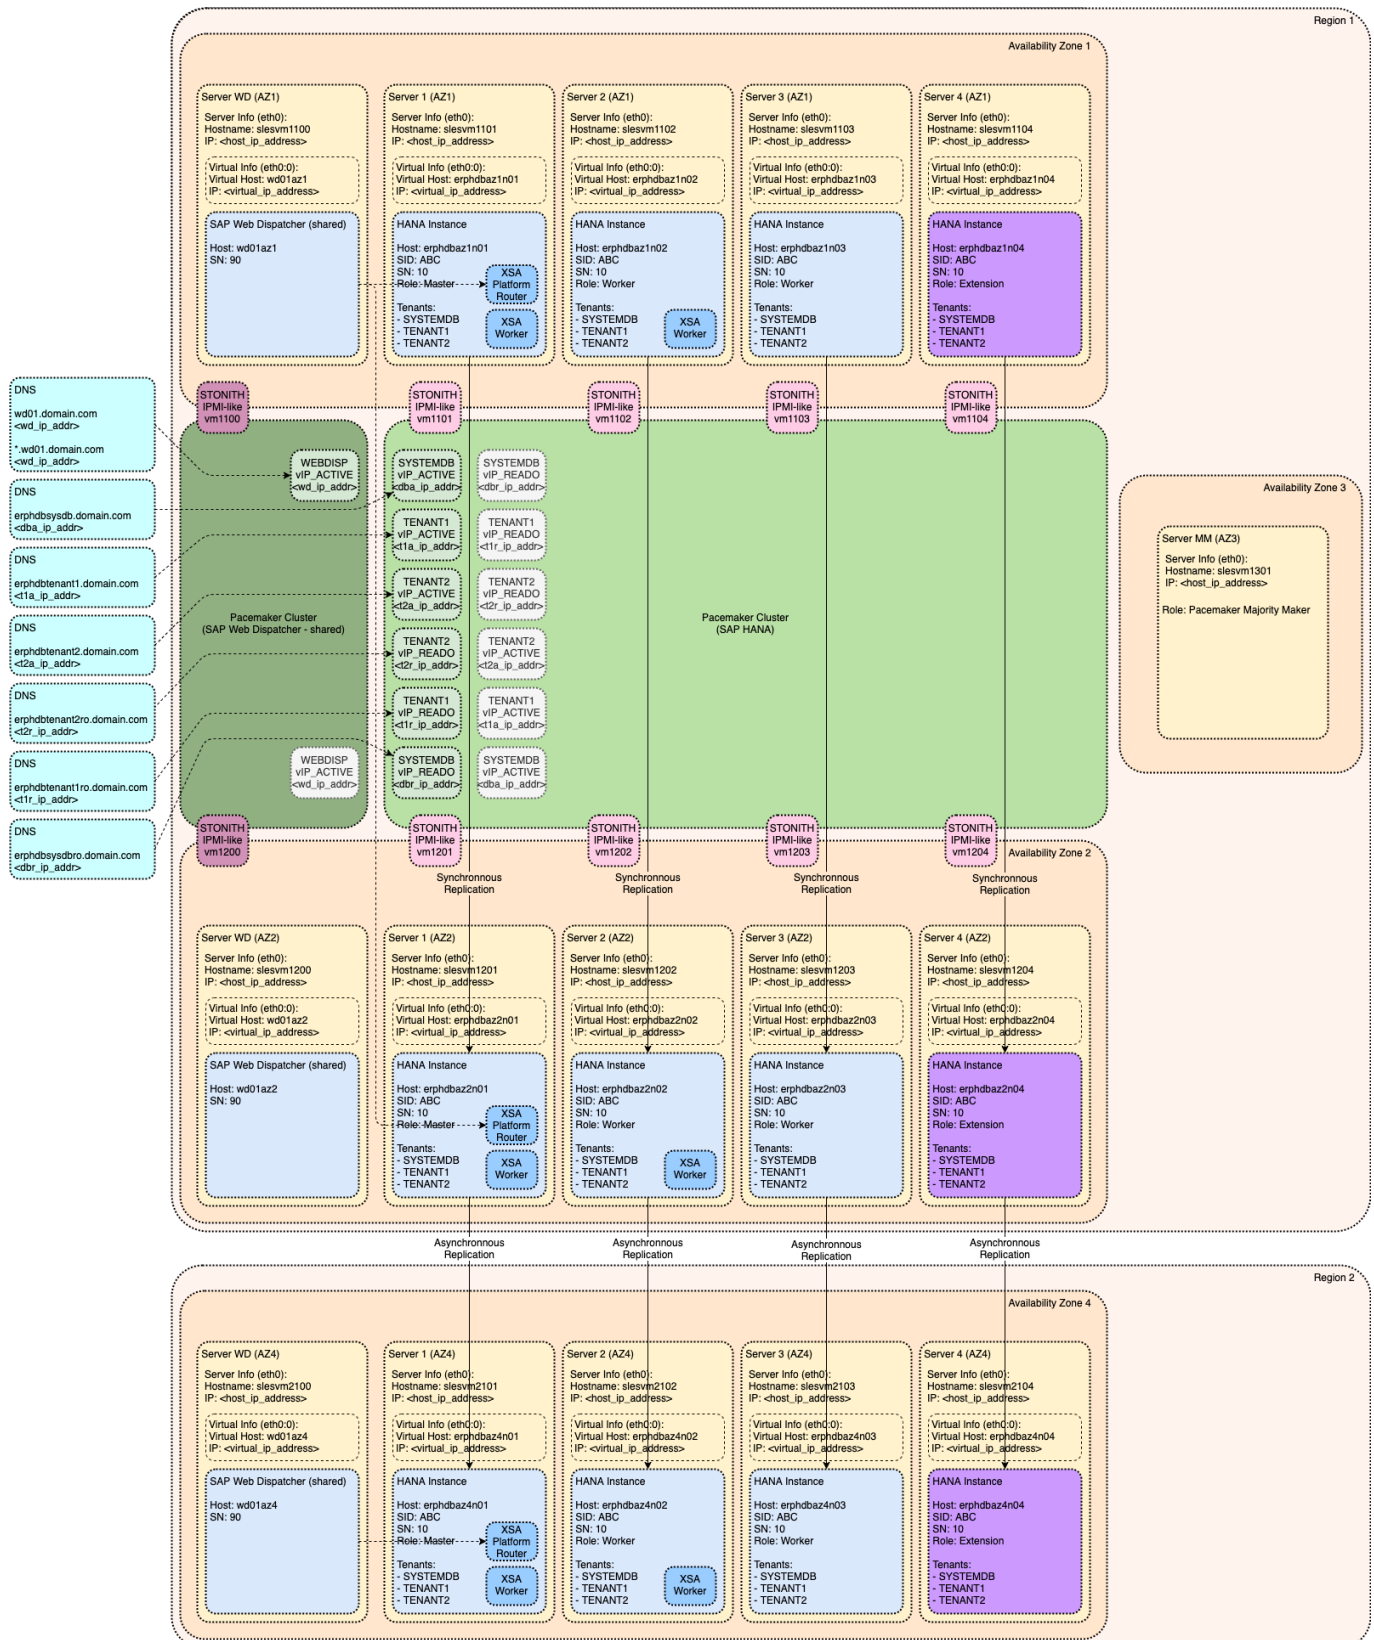 Region 1
Availability Zone 1
Server WD (AZ1)
Server Info (eth0):
Hostname: slesvm1100
IP: <host_ip_address>
Virtual Info (eth0:0):
Virtual Host: wd01az1
IP: <virtual_ip_address>
SAP Web Dispatcher (shared)
Host: wd01az1
SN: 90
Server 1 (AZ1)
Server Info (eth0):
Hostname: slesvm1101
IP: <host_ip_address>
Virtual Info (eth0:0):
Virtual Host: erphdbaz1n01
IP: <virtual_ip_address>
HANA Instance
Host: erphdbaz1n01
SID: ABC
SN: 10
Role: Master
Tenants:
- SYSTEMDB
- TENANT1
- TENANT2
XSA
Platform
Router
XSA
Worker
Server 2 (AZ1)
Server Info (eth0):
Hostname: slesvm1102
IP: <host_ip_address>
Virtual Info (eth0:0):
Virtual Host: erphdbaz1n02
IP: <virtual_ip_address>
HANA Instance
Host: erphdbaz1n02
SID: ABC
SN: 10
Role: Worker
Tenants:
- SYSTEMDB
- TENANT1
- TENANT2
XSA
Worker
Server 3 (AZ1)
Server Info (eth0):
Hostname: slesvm1103
IP: <host_ip_address>
Virtual Info (eth0:0):
Virtual Host: erphdbaz1n03
IP: <virtual_ip_address>
HANA Instance
Host: erphdbaz1n03
SID: ABC
SN: 10
Role: Worker
Tenants:
- SYSTEMDB
- TENANT1
- TENANT2
Server 4 (AZ1)
Server Info (eth0):
Hostname: slesvm1104
IP: <host_ip_address>
Virtual Info (eth0:0):
Virtual Host: erphdbaz1n04
IP: <virtual_ip_address>
HANA Instance
Host: erphdbaz1n04
SID: ABC
SN: 10
Role: Extension
Tenants:
- SYSTEMDB
- TENANT1
- TENANT2
STONITH
IPMI-like
vm1100
STONITH
IPMI-like
vm1101
STONITH
IPMI-like
vm1102
STONITH
IPMI-like
vm1103
STONITH
IPMI-like
vm1104
DNS
wd01.domain.com
<wd_ip_addr>
*.wd01.domain.com
<wd_ip_addr>
DNS
erphdbsysdb.domain.com
<dba_ip_addr>
DNS
erphdbtenant1.domain.com
<t1a_ip_addr>
DNS
erphdbtenant2.domain.com
<t2a_ip_addr>
DNS
erphdbtenant2ro.domain.com
<t2r_ip_addr>
DNS
erphdbtenant1ro.domain.com
<t1r_ip_addr>
DNS
erphdbsysdbro.domain.com
<dbr_ip_addr>
WEBDISP
vIP_ACTIVE
<wd_ip_addr>
Pacemaker Cluster
(SAP Web Dispatcher - shared)
WEBDISP
vIP_ACTIVE
<wd_ip_addr>
SYSTEMDB
vIP_ACTIVE
<dba_ip_addr>
SYSTEMDB
vIP_READO
<dbr_ip_addr>
TENANT1
vIP_ACTIVE
<t1a_ip_addr>
TENANT1
vIP_READO
<t1r_ip_addr>
TENANT2
vIP_ACTIVE
<t2a_ip_addr>
TENANT2
vIP_READO
<t2r_ip_addr>
TENANT2
vIP_READO
<t2r_ip_addr>
TENANT2
vIP_ACTIVE
<t2a_ip_addr>
TENANT1
vIP_READO
<t1r_ip_addr>
TENANT1
vIP_ACTIVE
<t1a_ip_addr>
SYSTEMDB
vIP_READO
<dbr_ip_addr>
SYSTEMDB
vIP_ACTIVE
<dba_ip_addr>
Pacemaker Cluster
(SAP HANA)
Availability Zone 3
Server MM (AZ3)
Server Info (eth0):
Hostname: slesvm1301
IP: <host_ip_address>
Role: Pacemaker Majority Maker
STONITH
IPMI-like
vm1200
STONITH
IPMI-like
vm1201
STONITH
IPMI-like
vm1202
STONITH
IPMI-like
vm1203
STONITH
IPMI-like
vm1204
Availability Zone 2
Synchronnous
Replication
Synchronnous
Replication
Synchronnous
Replication
Synchronnous
Replication
Server WD (AZ2)
Server Info (eth0):
Hostname: slesvm1200
IP: <host_ip_address>
Virtual Info (eth0:0):
Virtual Host: wd01az2
IP: <virtual_ip_address>
SAP Web Dispatcher (shared)
Host: wd01az2
SN: 90
Server 1 (AZ2)
Server Info (eth0):
Hostname: slesvm1201
IP: <host_ip_address>
Virtual Info (eth0:0):
Virtual Host: erphdbaz2n01
IP: <virtual_ip_address>
HANA Instance
Host: erphdbaz2n01
SID: ABC
SN: 10
Role: Master
Tenants:
- SYSTEMDB
- TENANT1
- TENANT2
XSA
Platform
Router
XSA
Worker
Server 2 (AZ2)
Server Info (eth0):
Hostname: slesvm1202
IP: <host_ip_address>
Virtual Info (eth0:0):
Virtual Host: erphdbaz2n02
IP: <virtual_ip_address>
HANA Instance
Host: erphdbaz2n02
SID: ABC
SN: 10
Role: Worker
Tenants:
- SYSTEMDB
- TENANT1
- TENANT2
XSA
Worker
Server 3 (AZ2)
Server Info (eth0):
Hostname: slesvm1203
IP: <host_ip_address>
Virtual Info (eth0:0):
Virtual Host: erphdbaz2n03
IP: <virtual_ip_address>
HANA Instance
Host: erphdbaz2n03
SID: ABC
SN: 10
Role: Worker
Tenants:
- SYSTEMDB
- TENANT1
- TENANT2
Server 4 (AZ2)
Server Info (eth0):
Hostname: slesvm1204
IP: <host_ip_address>
Virtual Info (eth0:0):
Virtual Host: erphdbaz2n04
IP: <virtual_ip_address>
HANA Instance
Host: erphdbaz2n04
SID: ABC
SN: 10
Role: Extension
Tenants:
- SYSTEMDB
- TENANT1
- TENANT2
Asynchronnous
Replication
Asynchronnous
Replication
Asynchronnous
Replication
Asynchronnous
Replication
Region 2
Availability Zone 4
Server WD (AZ4)
Server Info (eth0):
Hostname: slesvm2100
IP: <host_ip_address>
Virtual Info (eth0:0):
Virtual Host: wd01az4
IP: <virtual_ip_address>
SAP Web Dispatcher (shared)
Host: wd01az4
SN: 90
Server 1 (AZ4)
Server Info (eth0):
Hostname: slesvm2101
IP: <host_ip_address>
Virtual Info (eth0:0):
Virtual Host: erphdbaz4n01
IP: <virtual_ip_address>
HANA Instance
Host: erphdbaz4n01
SID: ABC
SN: 10
Role: Master
Tenants:
- SYSTEMDB
- TENANT1
- TENANT2
XSA
Platform
Router
XSA
Worker
Server 2 (AZ4)
Server Info (eth0):
Hostname: slesvm2102
IP: <host_ip_address>
Virtual Info (eth0:0):
Virtual Host: erphdbaz4n02
IP: <virtual_ip_address>
HANA Instance
Host: erphdbaz4n02
SID: ABC
SN: 10
Role: Worker
Tenants:
- SYSTEMDB
- TENANT1
- TENANT2
XSA
Worker
Server 3 (AZ4)
Server Info (eth0):
Hostname: slesvm2103
IP: <host_ip_address>
Virtual Info (eth0:0):
Virtual Host: erphdbaz4n03
IP: <virtual_ip_address>
HANA Instance
Host: erphdbaz4n03
SID: ABC
SN: 10
Role: Worker
Tenants:
- SYSTEMDB
- TENANT1
- TENANT2
Server 4 (AZ4)
Server Info (eth0):
Hostname: slesvm2104
IP: <host_ip_address>
Virtual Info (eth0:0):
Virtual Host: erphdbaz4n04
IP: <virtual_ip_address>
HANA Instance
Host: erphdbaz4n04
SID: ABC
SN: 10
Role: Extension
Tenants:
- SYSTEMDB
- TENANT1
- TENANT2